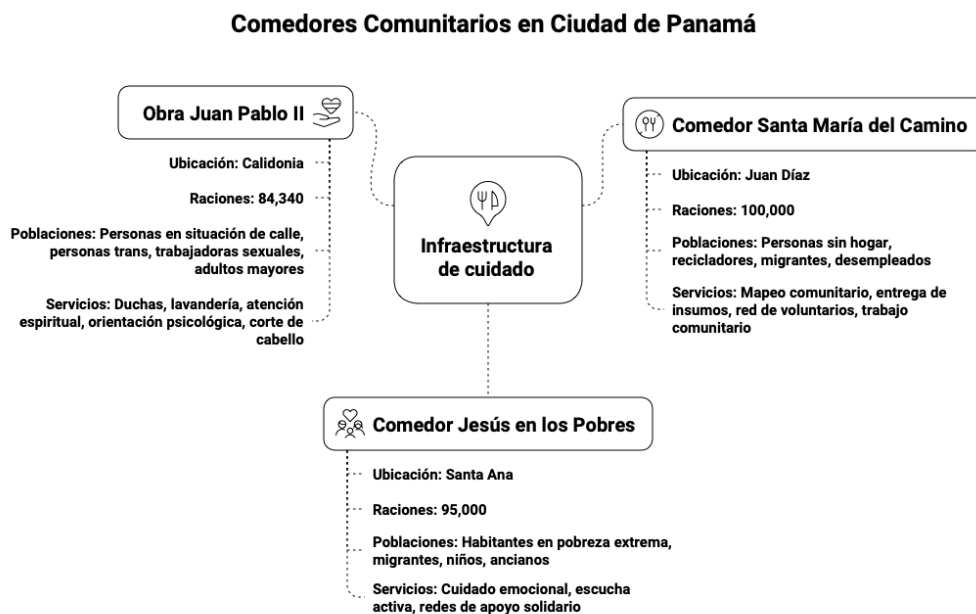 Comedores Comunitarios en Ciudad de Panamá
Obra Juan Pablo II
Ubicación: Calidonia
Raciones: 84,340
Poblaciones: Personas en situación de calle,
personas trans, trabajadoras sexuales,
adultos mayores
Servicios: Duchas, lavandería, atención
espiritual, orientación psicológica, corte de
cabello
Infraestructura
de cuidado
Comedor Santa María del Camino
Ubicación: Juan Díaz
Raciones: 100,000
Poblaciones: Personas sin hogar,
recicladores, migrantes, desempleados
Servicios: Mapeo comunitario, entrega de
insumos, red de voluntarios, trabajo
comunitario
Comedor Jesús en los Pobres
Ubicación: Santa Ana
Raciones: 95,000
Poblaciones: Habitantes en pobreza extrema,
migrantes, niños, ancianos
Servicios: Cuidado emocional, escucha
activa, redes de apoyo solidario